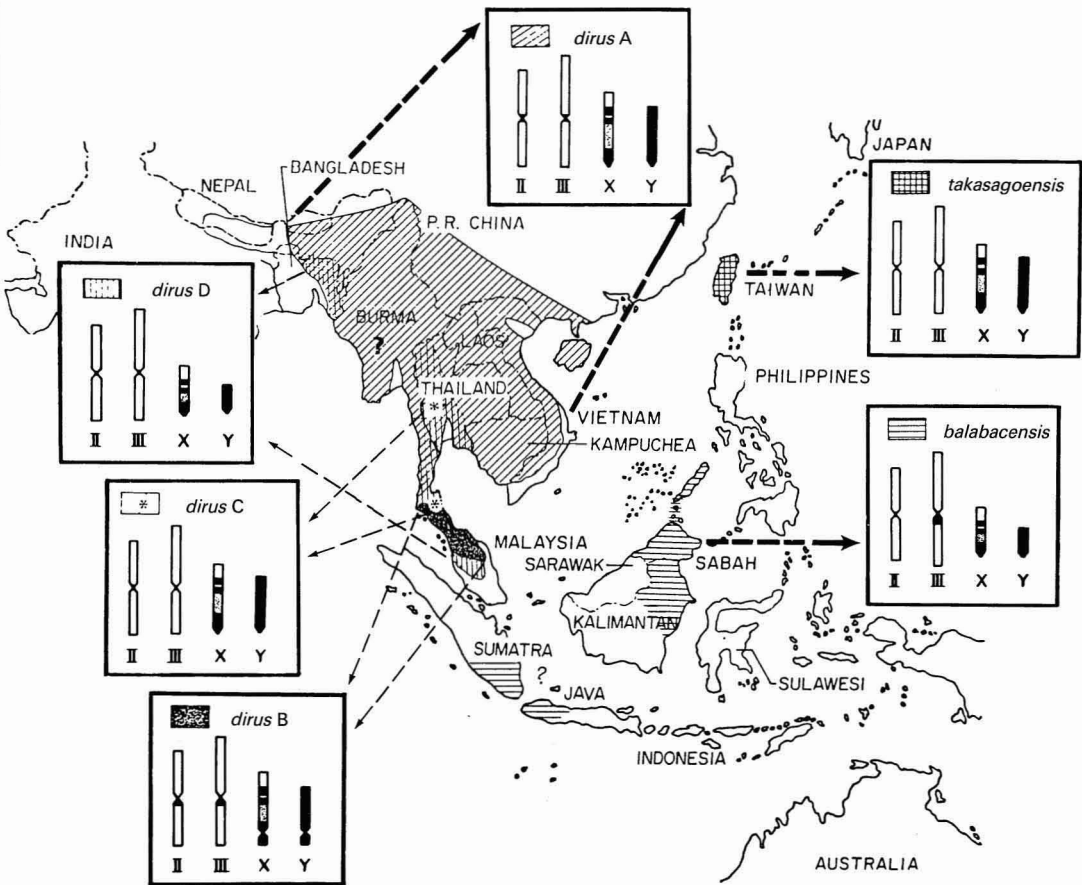 dirus A
II III X Y
JAPAN
BANGLADESH
NEPAL
P. R. CHINA
takasagoensis
II III X Y
INDIA
dirus D
II III X Y
TAIWAN
BURMA
?
LAOS
THAILAND
*
PHILIPPINES
VIETNAM
KAMPUCHEA
balabacensis
II III X Y
* dirus C
II III X Y
*
MALAYSIA
SARAWAK
SABAH
KALIMANTAN
SUMATRA
?
SULAWESI
JAVA
dirus B
II III X Y
INDONESIA
AUSTRALIA